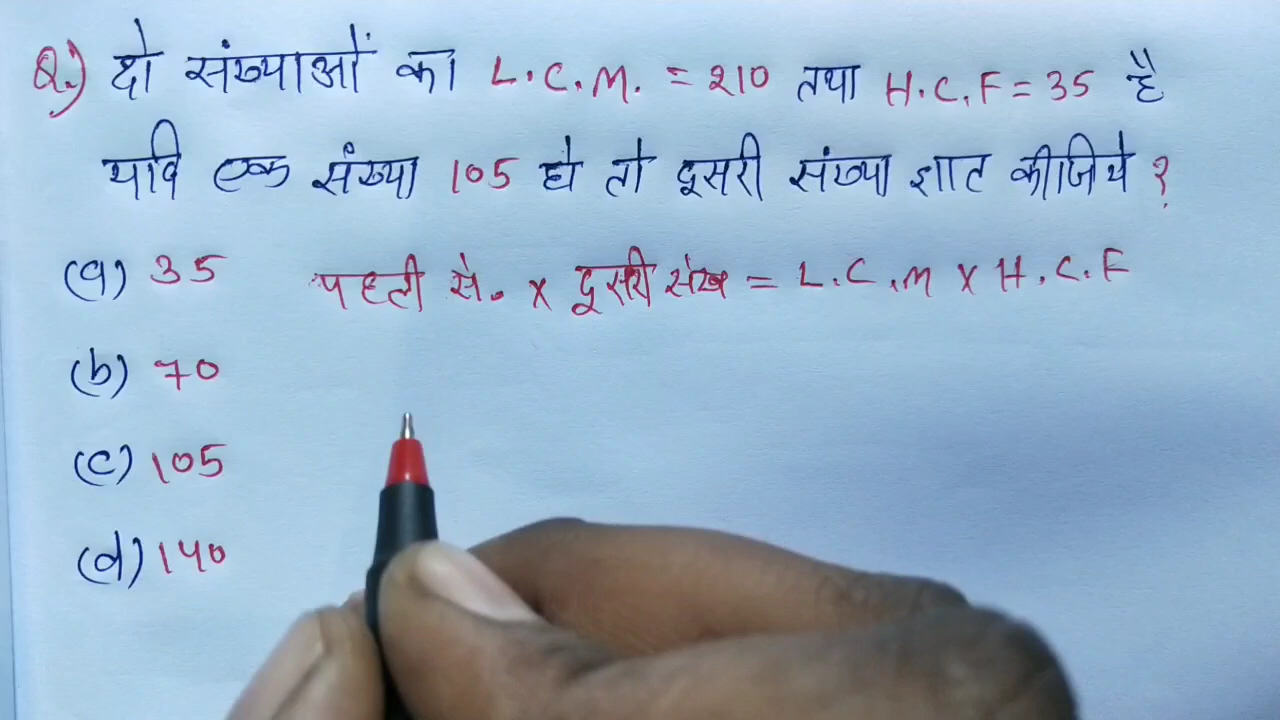 Q.) दो संख्याओं का L.C.M. = 210 तथा H.C.F = 35 है
यदि एक संख्या 105 हो तो दूसरी संख्या ज्ञात कीजिये ?
(a) 35 पहली सं. × दूसरी संख्य = L.C.M × H.C.F
(b) 70
(c) 105
(d) 140